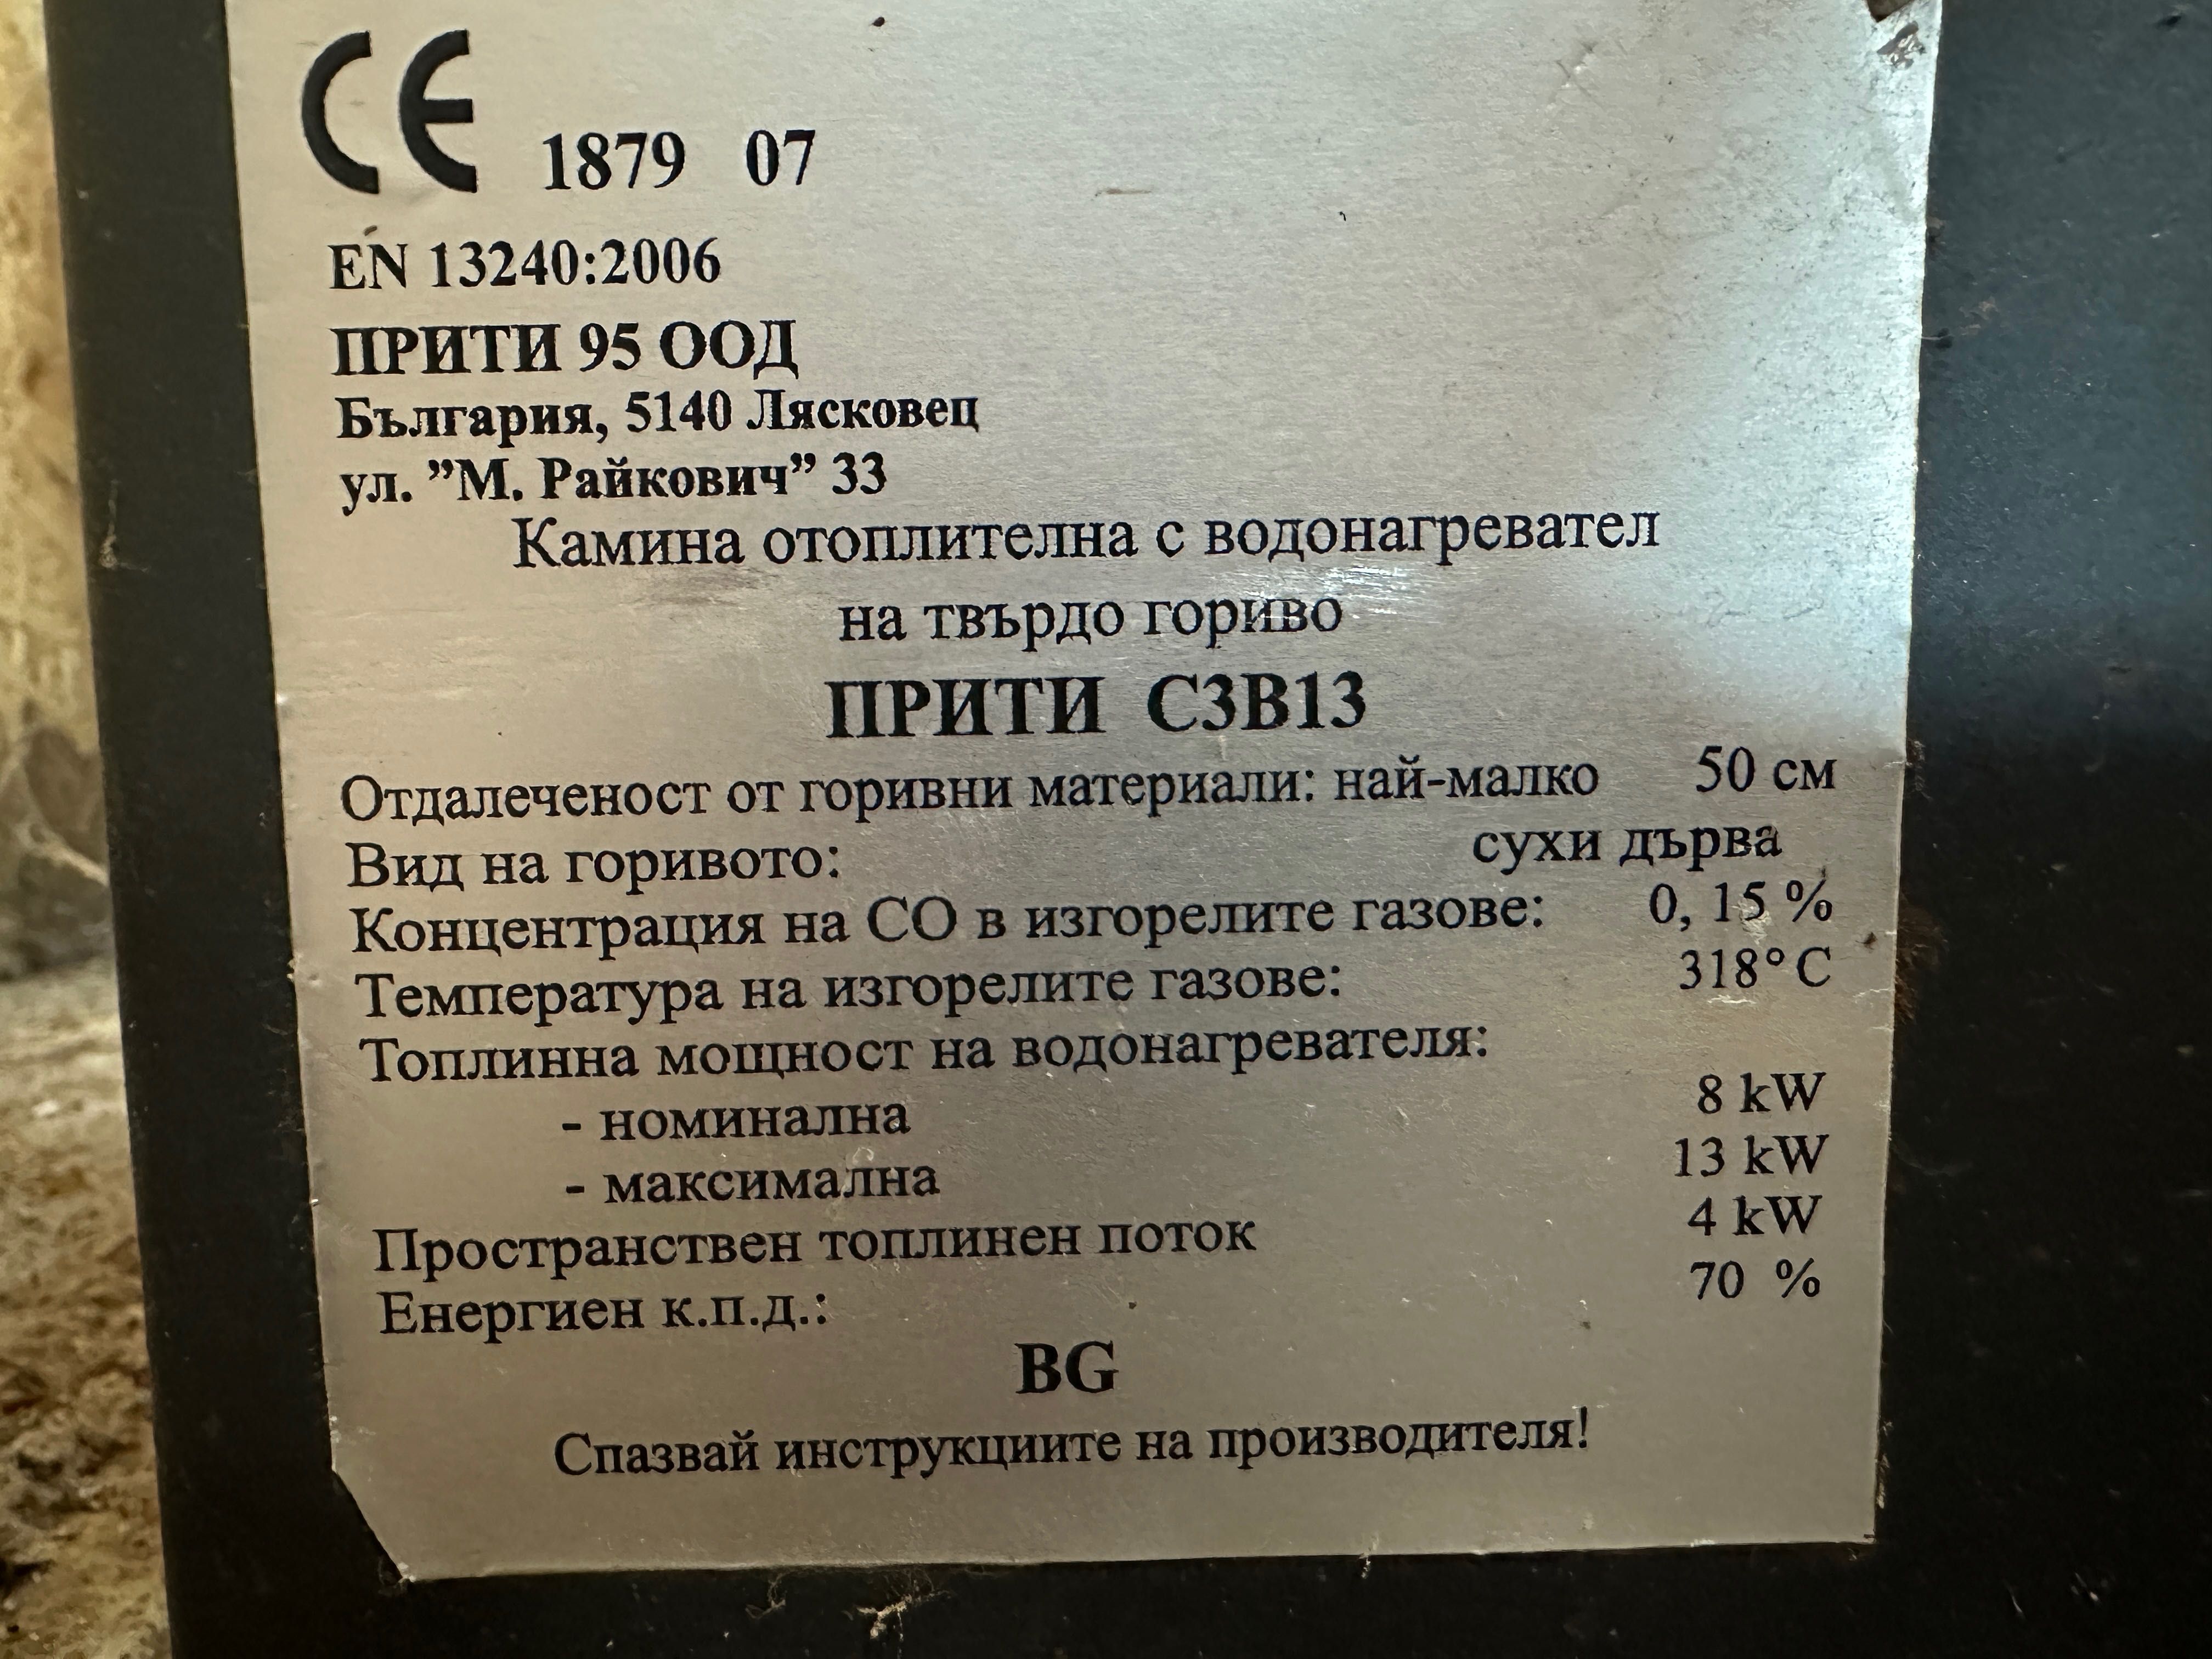 CE 1879 07
EN 13240:2006
ПРИТИ 95 ООД
България, 5140 Лясковец
ул. ”М. Райкович” 33
Камина отоплителна с водонагревател
на твърдо гориво
ПРИТИ С3В13
Отдалеченост от горивни материали: най-малко 50 см
Вид на горивото: сухи дърва
Концентрация на СО в изгорелите газове: 0, 15 %
Температура на изгорелите газове: 318°C
Топлинна мощност на водонагревателя:
- номинална 8 kW
- максимална 13 kW
Пространствен топлинен поток 4 kW
Енергиен к.п.д.: 70 %
BG
Спазвай инструкциите на производителя!